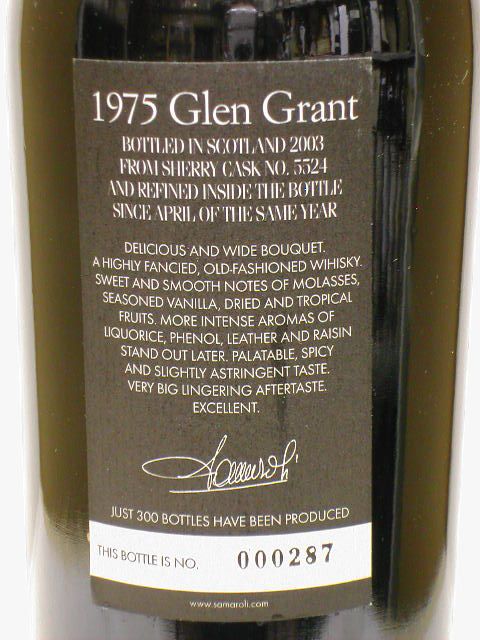 1975 Glen Grant
BOTTLED IN SCOTLAND 2003
FROM SHERRY CASK NO. 5524
AND REFINED INSIDE THE BOTTLE
SINCE APRIL OF THE SAME YEAR
DELICIOUS AND WIDE BOUQUET.
A HIGHLY FANCIED, OLD-FASHIONED WHISKY.
SWEET AND SMOOTH NOTES OF MOLASSES,
SEASONED VANILLA, DRIED AND TROPICAL
FRUITS. MORE INTENSE AROMAS OF
LIQUORICE, PHENOL, LEATHER AND RAISIN
STAND OUT LATER. PALATABLE, SPICY
AND SLIGHTLY ASTRINGENT TASTE.
VERY BIG LINGERING AFTERTASTE.
EXCELLENT.
Samaroli
JUST 300 BOTTLES HAVE BEEN PRODUCED
THIS BOTTLE IS NO. 000287
www.samaroli.com